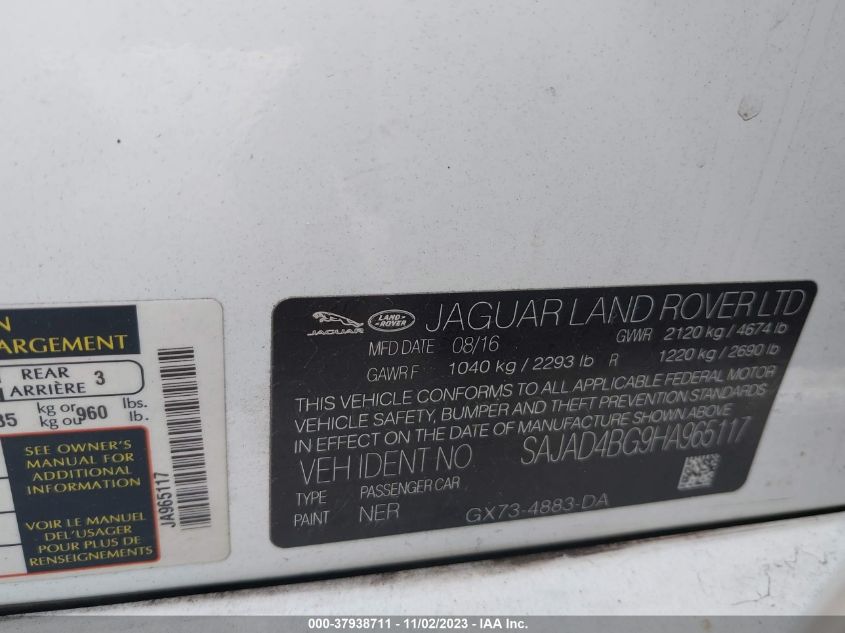 N
ARGEMENT
REAR
ARRIÈRE 3
35 kg or 960 lbs.
kg ou lb.
SEE OWNER'S
MANUAL FOR
ADDITIONAL
INFORMATION
VOIR LE MANUEL
DEL'USAGER
POUR PLUS DE
RENSEIGNEMENTS
JA965117
JAGUAR
LAND-
ROVER
JAGUAR LAND ROVER LTD
MFD DATE 08/16 GWR 2120 kg / 4674 lb
GAWR F 1040 kg / 2293 lb R 1220 kg / 2690 lb
THIS VEHICLE CONFORMS TO ALL APPLICABLE FEDERAL MOTOR
VEHICLE SAFETY, BUMPER AND THEFT PREVENTION STANDARDS
IN EFFECT ON THE DATE OF MANUFACTURE SHOWN ABOVE
VEH IDENT NO SAJAD4BG9HA965117
TYPE PASSENGER CAR
PAINT NER GX73-4883-DA
000-37938711 - 11/02/2023 - IAA Inc.